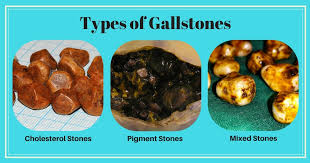 Types of Gallstones
Cholesterol Stones
Pigment Stones
Mixed Stones